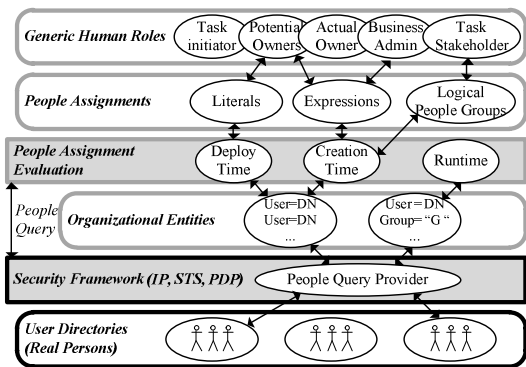 Generic Human Roles
Task initiator
Potential Owners
Actual Owner
Business Admin
Task Stakeholder
People Assignments
Literals
Expressions
Logical People Groups
People Assignment Evaluation
Deploy Time
Creation Time
Runtime
People Query
Organizational Entities
User=DN
User=DN
...
User=DN
Group= “G “
...
Security Framework (IP, STS, PDP)
People Query Provider
User Directories
(Real Persons)